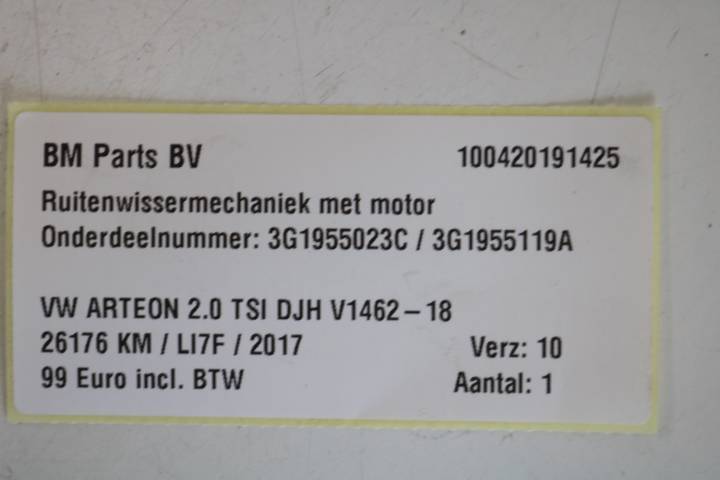 BM Parts BV 100420191425
Ruitenwissermechaniek met motor
Onderdeelnummer: 3G1955023C / 3G1955119A
VW ARTEON 2.0 TSI DJH V1462 – 18
26176 KM / LI7F / 2017 Verz: 10
99 Euro incl. BTW Aantal: 1